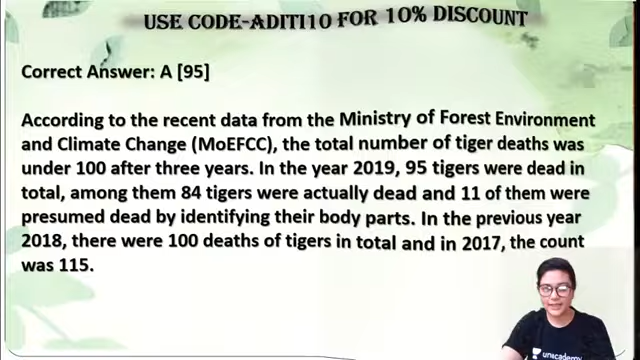 USE CODE-ADITI10 FOR 10% DISCOUNT
Correct Answer: A [95]
According to the recent data from the Ministry of Forest Environment
and Climate Change (MoEFCC), the total number of tiger deaths was
under 100 after three years. In the year 2019, 95 tigers were dead in
total, among them 84 tigers were actually dead and 11 of them were
presumed dead by identifying their body parts. In the previous year
2018, there were 100 deaths of tigers in total and in 2017, the count
was 115.
unacademy